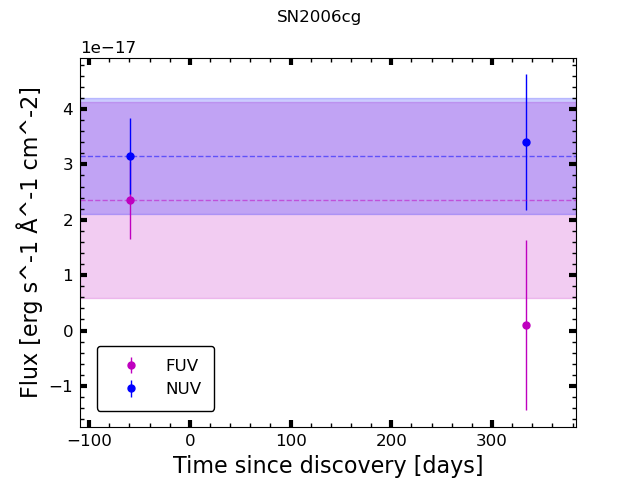 SN2006cg
1e−17
4
3
2
1
0
−1
Flux [erg s^-1 Å^-1 cm^-2]
FUV
NUV
−100 0 100 200 300
Time since discovery [days]